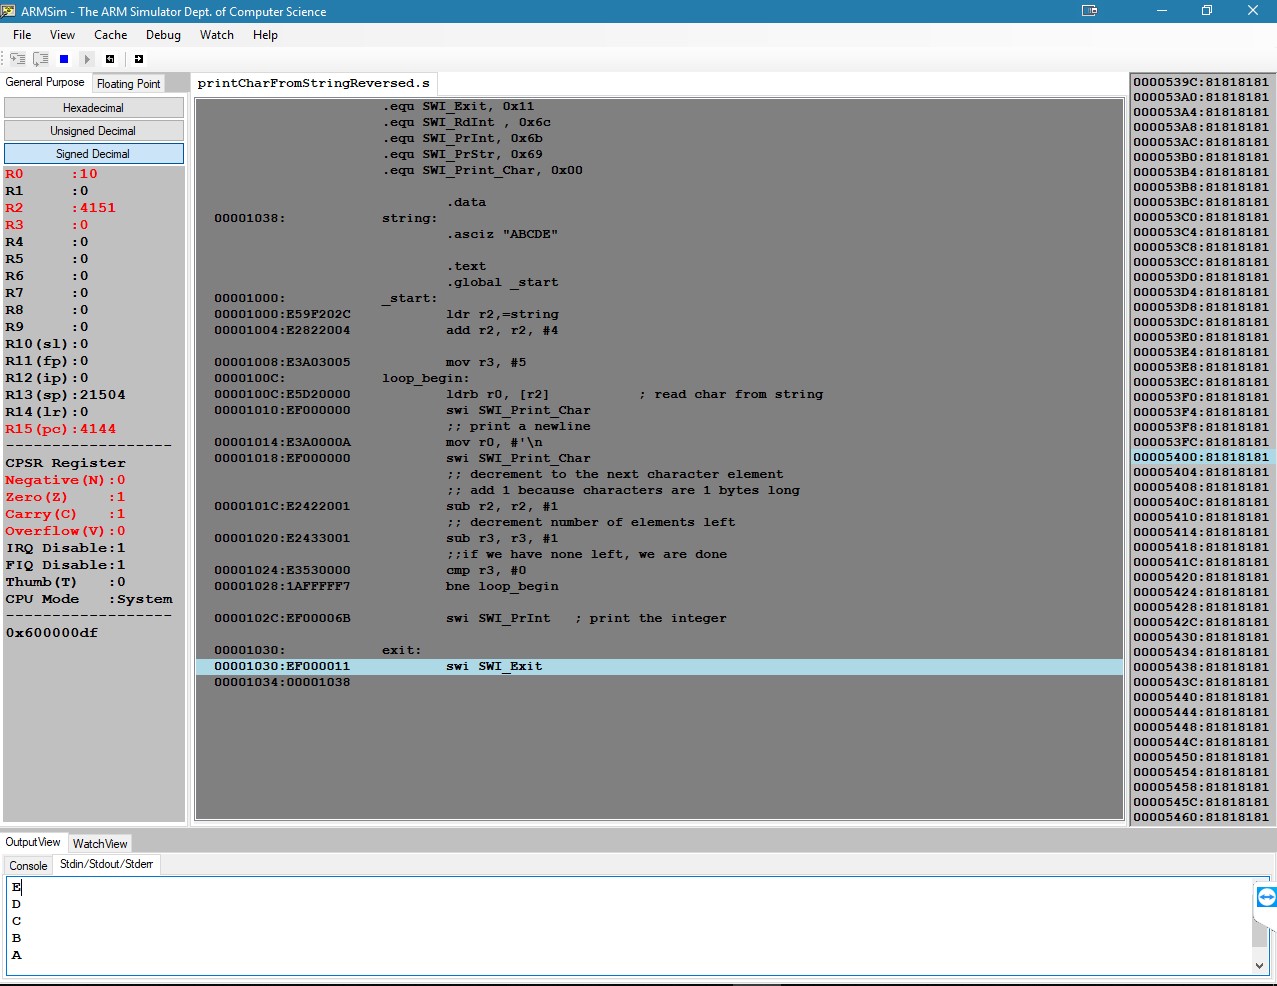 ARMSim - The ARM Simulator Dept. of Computer Science
File View Cache Debug Watch Help
General Purpose Floating Point
Hexadecimal
Unsigned Decimal
Signed Decimal
R0 :10
R1 :0
R2 :4151
R3 :0
R4 :0
R5 :0
R6 :0
R7 :0
R8 :0
R9 :0
R10(sl):0
R11(fp):0
R12(ip):0
R13(sp):21504
R14(lr):0
R15(pc):4144
-------------------
CPSR Register
Negative(N):0
Zero(Z) :1
Carry(C) :1
Overflow(V):0
IRQ Disable:1
FIQ Disable:1
Thumb(T) :0
CPU Mode :System
-------------------
0x600000df
printCharFromStringReversed.s
.equ SWI_Exit, 0x11
.equ SWI_RdInt , 0x6c
.equ SWI_PrInt, 0x6b
.equ SWI_PrStr, 0x69
.equ SWI_Print_Char, 0x00
.data
00001038: string:
.asciz "ABCDE"
.text
.global _start
00001000: _start:
00001000:E59F202C ldr r2,=string
00001004:E2822004 add r2, r2, #4
00001008:E3A03005 mov r3, #5
0000100C: loop_begin:
0000100C:E5D20000 ldrb r0, [r2] ; read char from string
00001010:EF000000 swi SWI_Print_Char
;; print a newline
00001014:E3A0000A mov r0, #'\n
00001018:EF000000 swi SWI_Print_Char
;; decrement to the next character element
;; add 1 because characters are 1 bytes long
0000101C:E2422001 sub r2, r2, #1
;; decrement number of elements left
00001020:E2433001 sub r3, r3, #1
;;if we have none left, we are done
00001024:E3530000 cmp r3, #0
00001028:1AFFFFF7 bne loop_begin
0000102C:EF00006B swi SWI_PrInt ; print the integer
00001030: exit:
00001030:EF000011 swi SWI_Exit
00001034:00001038
0000539C:81818181
000053A0:81818181
000053A4:81818181
000053A8:81818181
000053AC:81818181
000053B0:81818181
000053B4:81818181
000053B8:81818181
000053BC:81818181
000053C0:81818181
000053C4:81818181
000053C8:81818181
000053CC:81818181
000053D0:81818181
000053D4:81818181
000053D8:81818181
000053DC:81818181
000053E0:81818181
000053E4:81818181
000053E8:81818181
000053EC:81818181
000053F0:81818181
000053F4:81818181
000053F8:81818181
000053FC:81818181
00005400:81818181
00005404:81818181
00005408:81818181
0000540C:81818181
00005410:81818181
00005414:81818181
00005418:81818181
0000541C:81818181
00005420:81818181
00005424:81818181
00005428:81818181
0000542C:81818181
00005430:81818181
00005434:81818181
00005438:81818181
0000543C:81818181
00005440:81818181
00005444:81818181
00005448:81818181
0000544C:81818181
00005450:81818181
00005454:81818181
00005458:81818181
0000545C:81818181
00005460:81818181
OutputView WatchView
Console Stdin/Stdout/Stderr
E
D
C
B
A